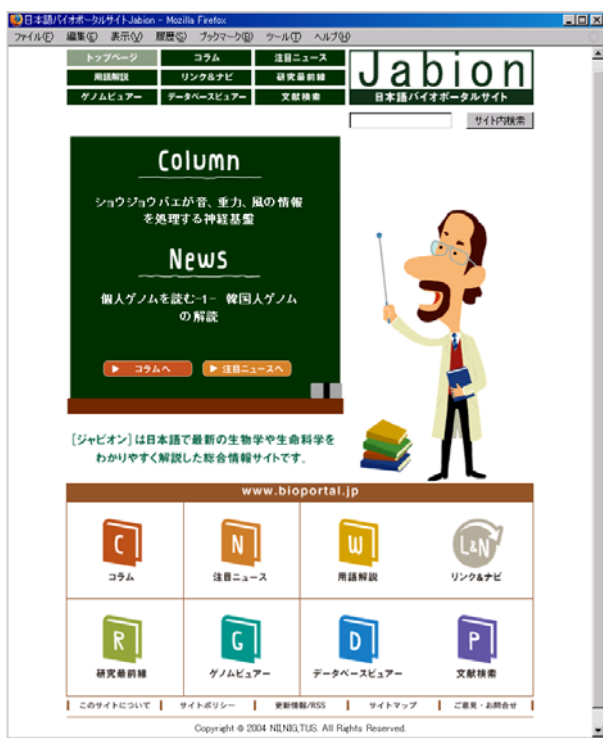 日本語バイオポータルサイトJabion - Mozilla Firefox
ファイル(F) 編集(E) 表示(V) 履歴(S) ブックマーク(B) ツール(T) ヘルプ(H)
トップページ コラム 注目ニュース
用語解説 リンク&ナビ 研究最前線
ゲノムビュアー データベースビュアー 文献検索
Jabion
日本語バイオポータルサイト
サイト内検索
Column
ショウジョウバエが音、重力、風の情報
を処理する神経基盤
News
個人ゲノムを読む-1- 韓国人ゲノム
の解読
コラムへ 注目ニュースへ
[ジャビオン]は日本語で最新の生物学や生命科学を
わかりやすく解説した総合情報サイトです.
www.bioportal.jp
C N W L&N
コラム 注目ニュース 用語解説 リンク&ナビ
R G D P
研究最前線 ゲノムビュアー データベースビュアー 文献検索
このサイトについて サイトポリシー 更新情報/RSS サイトマップ ご意見・お問合せ
Copyright © 2004 NII,NIG,TUS. All Rights Reserved.